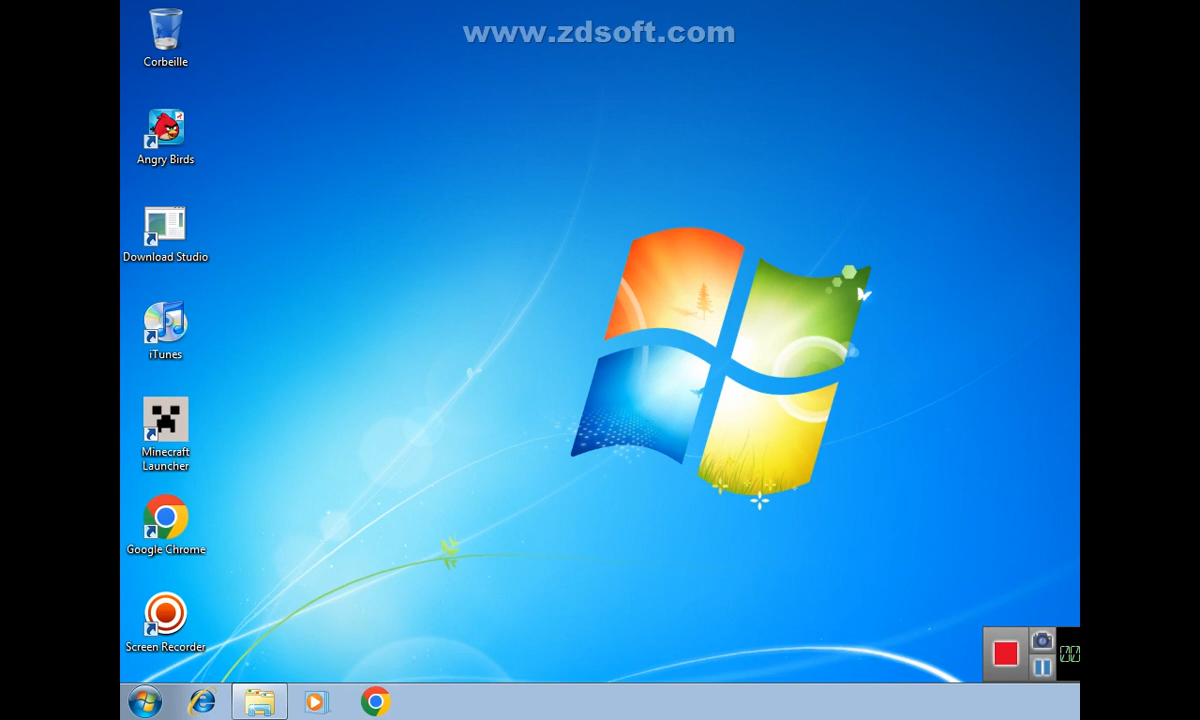 www.zdsoft.com
Corbeille
Angry Birds
Download Studio
iTunes
Minecraft
Launcher
Google Chrome
Screen Recorder